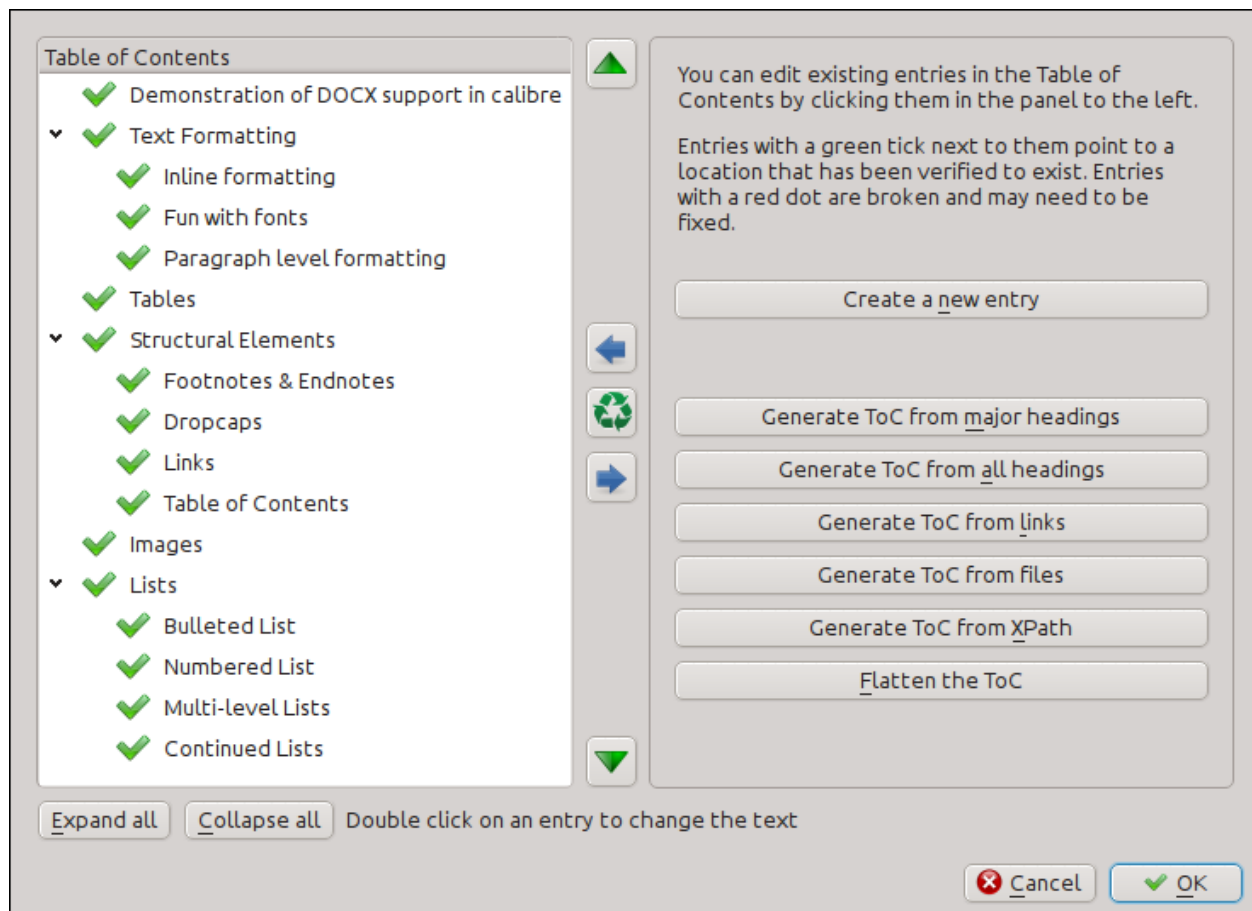 Table of Contents
Demonstration of DOCX support in calibre
Text Formatting
Inline formatting
Fun with fonts
Paragraph level formatting
Tables
Structural Elements
Footnotes & Endnotes
Dropcaps
Links
Table of Contents
Images
Lists
Bulleted List
Numbered List
Multi-level Lists
Continued Lists
You can edit existing entries in the Table of
Contents by clicking them in the panel to the left.
Entries with a green tick next to them point to a
location that has been verified to exist. Entries
with a red dot are broken and may need to be
fixed.
Create a new entry
Generate ToC from major headings
Generate ToC from all headings
Generate ToC from links
Generate ToC from files
Generate ToC from XPath
Flatten the ToC
Expand all
Collapse all
Double click on an entry to change the text
Cancel
OK